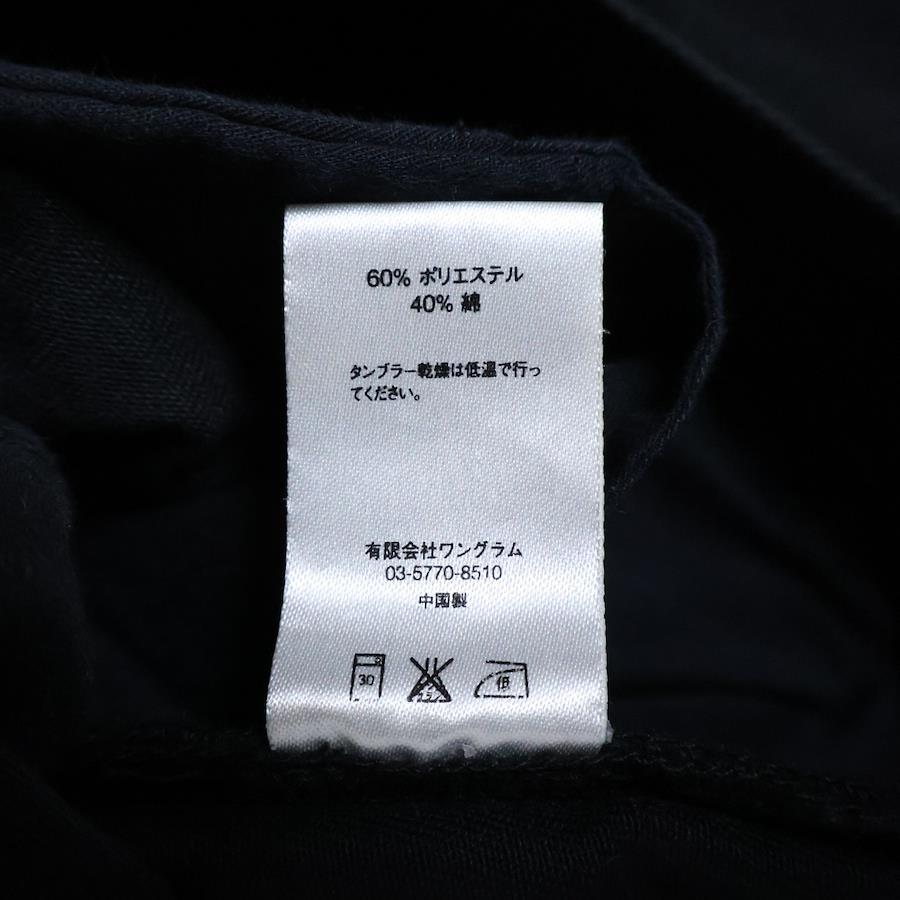 60% ポリエステル
40% 綿
タンブラー乾燥は低温で行っ
てください。
有限会社ワングラム
03-5770-8510
中国製
30
低